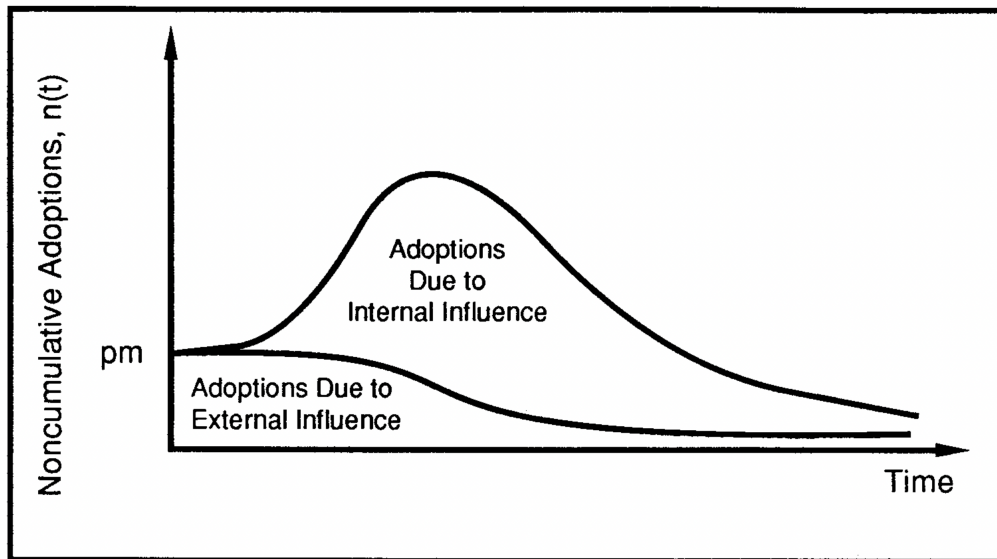 Noncumulative Adoptions, n(t)
Adoptions
Due to
Internal Influence
pm
Adoptions Due to
External Influence
Time